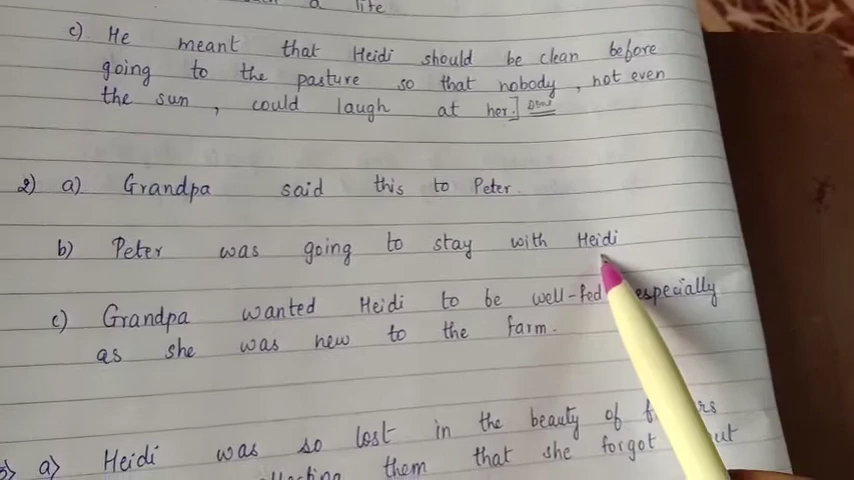 a life
c) He meant that Heidi should be clean before
going to the pasture so that nobody, not even
the sun, could laugh at her.]
2) a) Grandpa said this to Peter.
b) Peter was going to stay with Heidi
c) Grandpa wanted Heidi to be well-fed especially
as she was new to the farm.
a) Heidi was so lost in the beauty of
them that she forgot